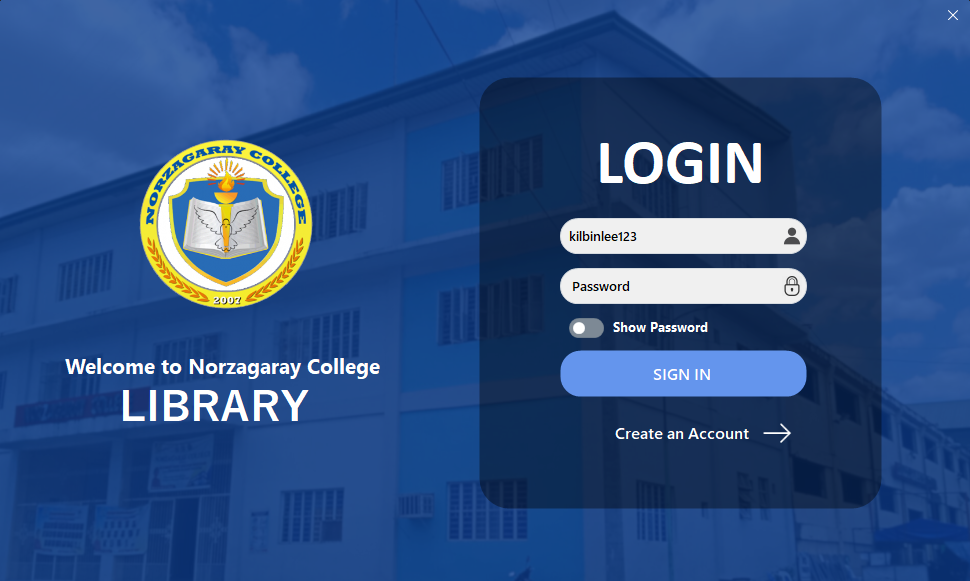 NORZAGARAY COLLEGE
2007
Welcome to Norzagaray College
LIBRARY
LOGIN
kilbinlee123
Password
Show Password
SIGN IN
Create an Account